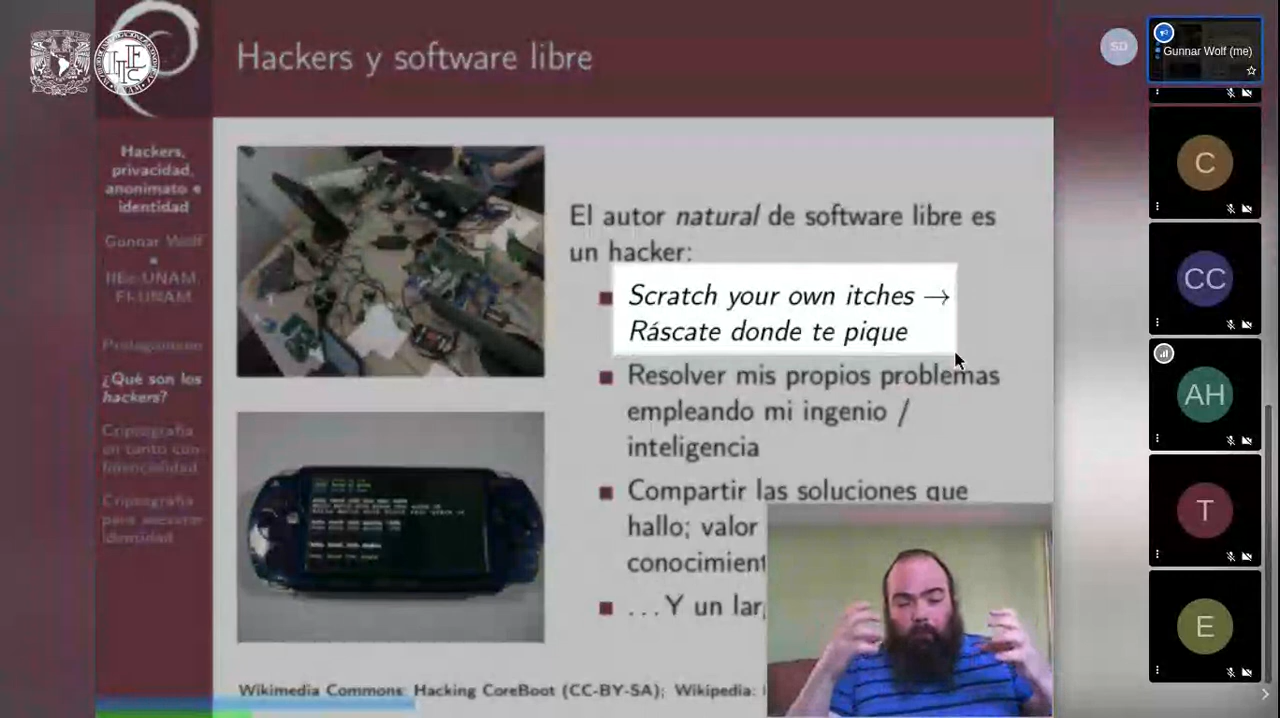 Hackers y software libre
Hackers,
privacidad,
anonimato e
identidad
Gunnar Wolf
IIEc-UNAM,
FI-UNAM
Protagonismo
¿Qué son los
hackers?
Criptografía
en tanto con-
fidencialidad
Criptografía
para asegurar
identidad
El autor natural de software libre es
un hacker:
Scratch your own itches →
Ráscate donde te pique
Resolver mis propios problemas
empleando mi ingenio /
inteligencia
Compartir las soluciones que
hallo; valor
...Y un
Wikimedia Commons: Hacking CoreBoot (CC-BY-SA); Wikipedia:
SD
Gunnar Wolf (me)
C
CC
AH
T
E